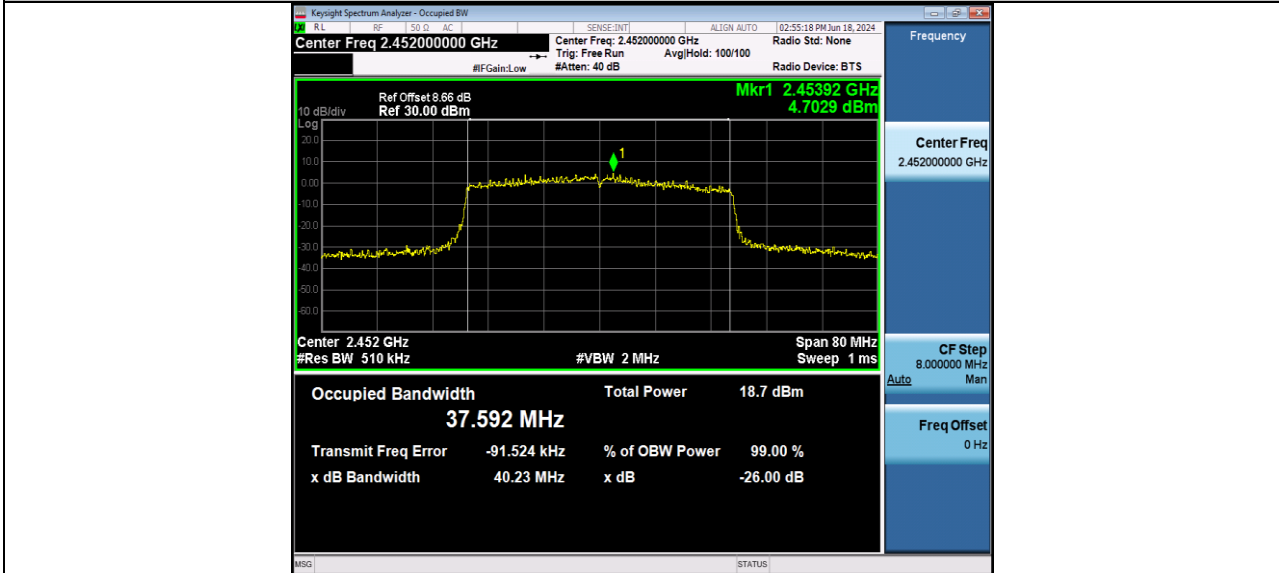 Keysight Spectrum Analyzer - Occupied BW
RL RF 50 Ω AC SENSE:INT ALIGN AUTO 02:55:18 PM Jun 18, 2024
Center Freq 2.452000000 GHz
Center Freq: 2.452000000 GHz
Radio Std: None
Trig: Free Run Avg|Hold: 100/100
#IFGain:Low #Atten: 40 dB Radio Device: BTS
Frequency
Mkr1 2.45392 GHz
4.7029 dBm
Ref Offset 8.66 dB
10 dB/div Ref 30.00 dBm
Log
20.0
10.0
0.00
-10.0
-20.0
-30.0
-40.0
-50.0
-60.0
1
Center 2.452 GHz Span 80 MHz
#Res BW 510 kHz #VBW 2 MHz Sweep 1 ms
Center Freq
2.452000000 GHz
CF Step
8.000000 MHz
Auto Man
Freq Offset
0 Hz
Occupied Bandwidth Total Power 18.7 dBm
37.592 MHz
Transmit Freq Error -91.524 kHz % of OBW Power 99.00 %
x dB Bandwidth 40.23 MHz x dB -26.00 dB
MSG STATUS